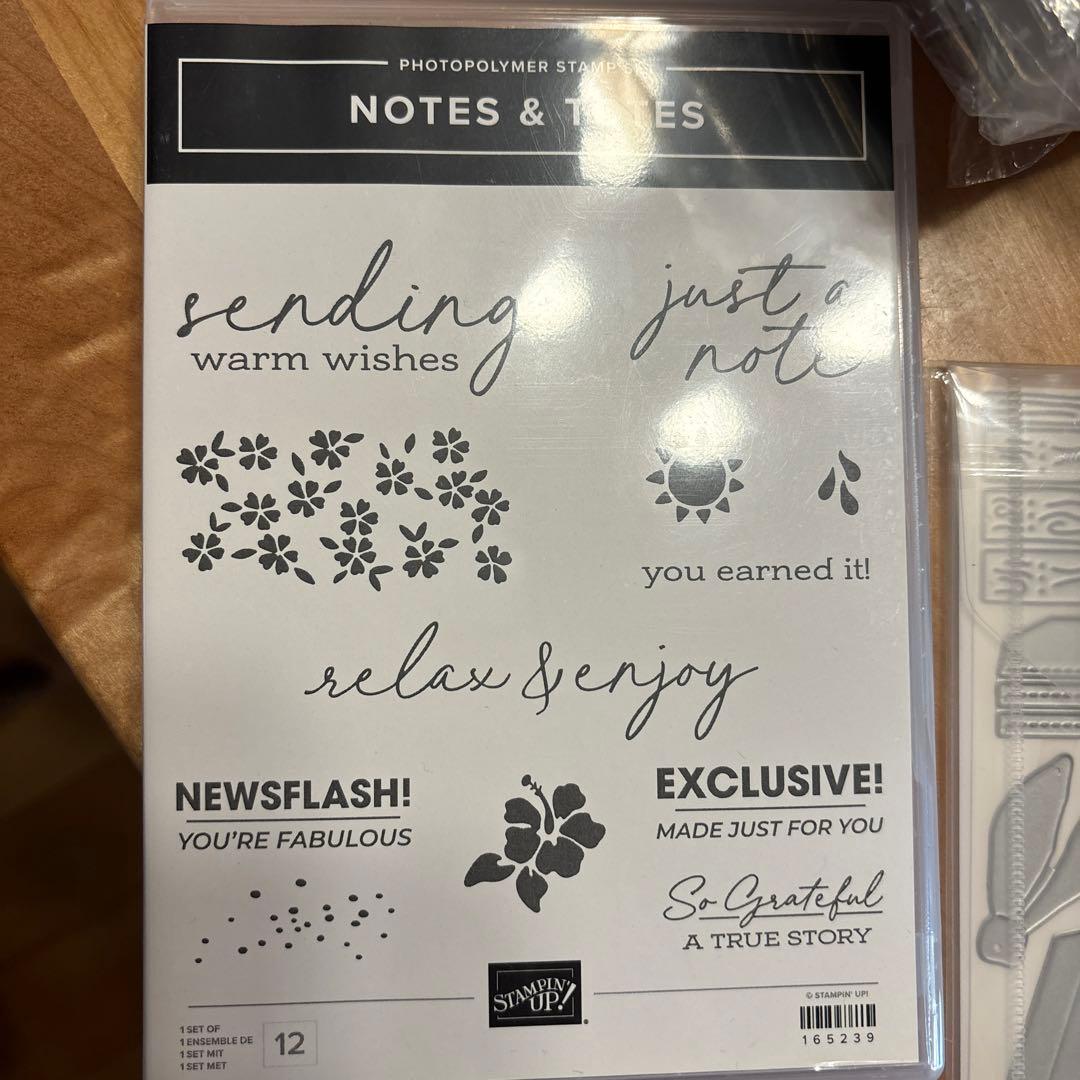 PHOTOPOLYMER STAMP SET
NOTES & TOTES
sending
warm wishes
just a
note
you earned it!
relax & enjoy
NEWSFLASH!
YOU'RE FABULOUS
EXCLUSIVE!
MADE JUST FOR YOU
So Grateful
A TRUE STORY
STAMPIN'
UP!
© STAMPIN' UP!
165239
1 SET OF
1 ENSEMBLE DE
1 SET MIT
1 SET MET
12